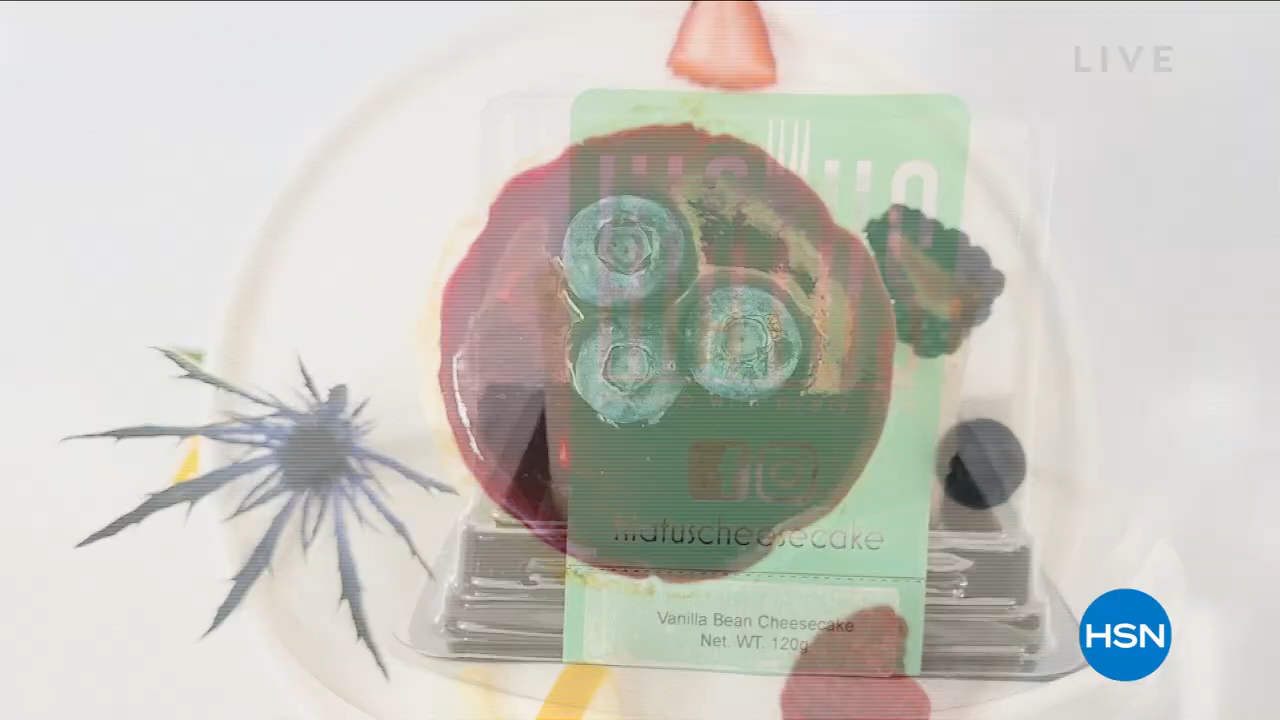 LIVE
matuscheesecake
Vanilla Bean Cheesecake
Net. WT. 120g
HSN